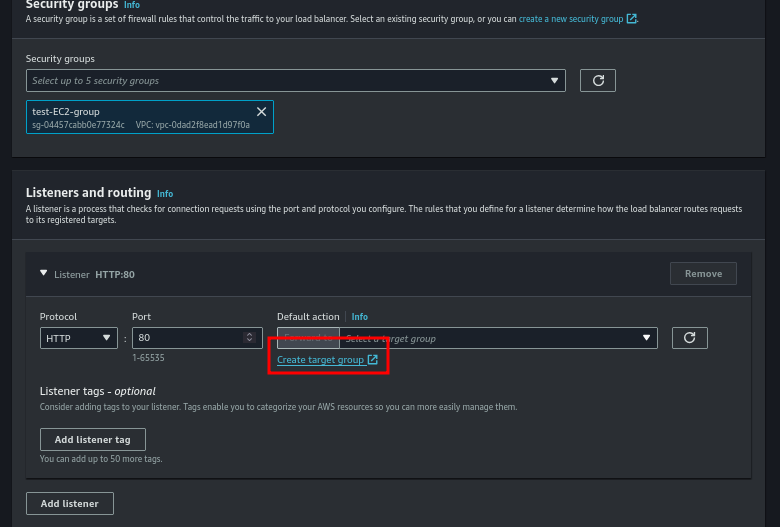 Security groups Info
A security group is a set of firewall rules that control the traffic to your load balancer. Select an existing security group, or you can create a new security group.
Security groups
Select up to 5 security groups
test-EC2-group
sg-04457cabb0e77324c VPC: vpc-0dad2f8ead1d97f0a
Listeners and routing Info
A listener is a process that checks for connection requests using the port and protocol you configure. The rules that you define for a listener determine how the load balancer routes requests
to its registered targets.
Listener HTTP:80
Remove
Protocol Port Default action Info
HTTP : 80 Forward to Select a target group
1-65535 Create target group
Listener tags - optional
Consider adding tags to your listener. Tags enable you to categorize your AWS resources so you can more easily manage them.
Add listener tag
You can add up to 50 more tags.
Add listener